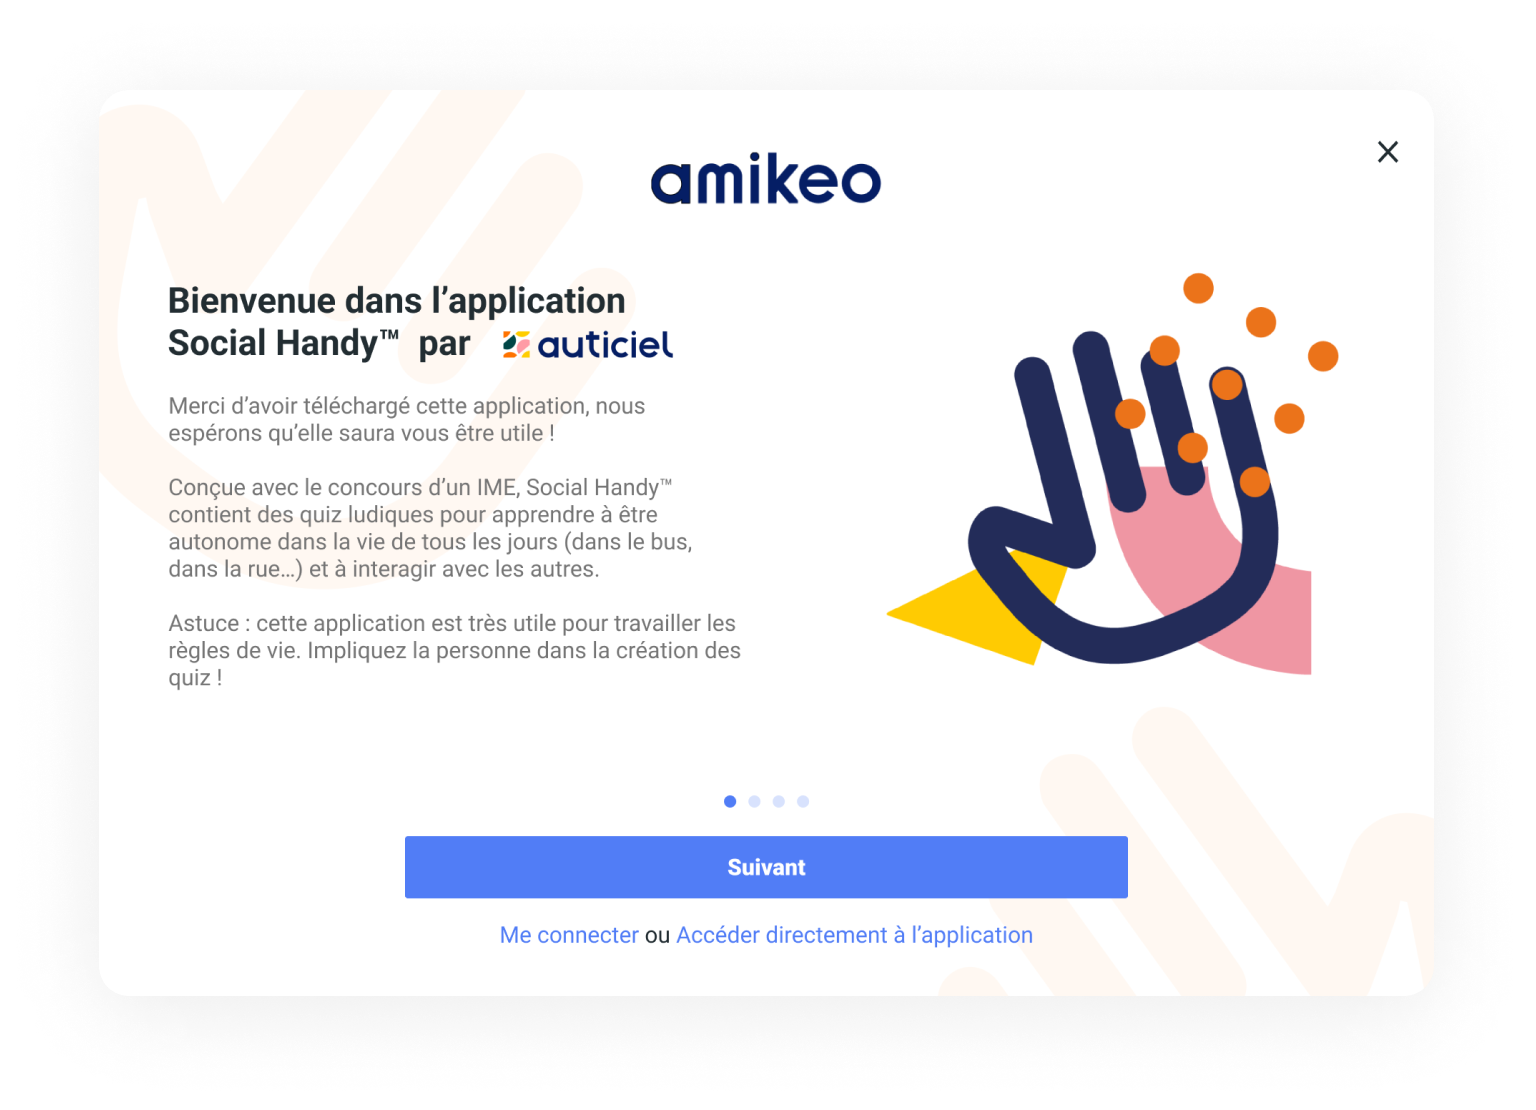 amikeo
Bienvenue dans l’application
Social Handy™ par auticiel
Merci d’avoir téléchargé cette application, nous
espérons qu’elle saura vous être utile !
Conçue avec le concours d’un IME, Social Handy™
contient des quiz ludiques pour apprendre à être
autonome dans la vie de tous les jours (dans le bus,
dans la rue…) et à interagir avec les autres.
Astuce : cette application est très utile pour travailler les
règles de vie. Impliquez la personne dans la création des
quiz !
Suivant
Me connecter ou Accéder directement à l’application